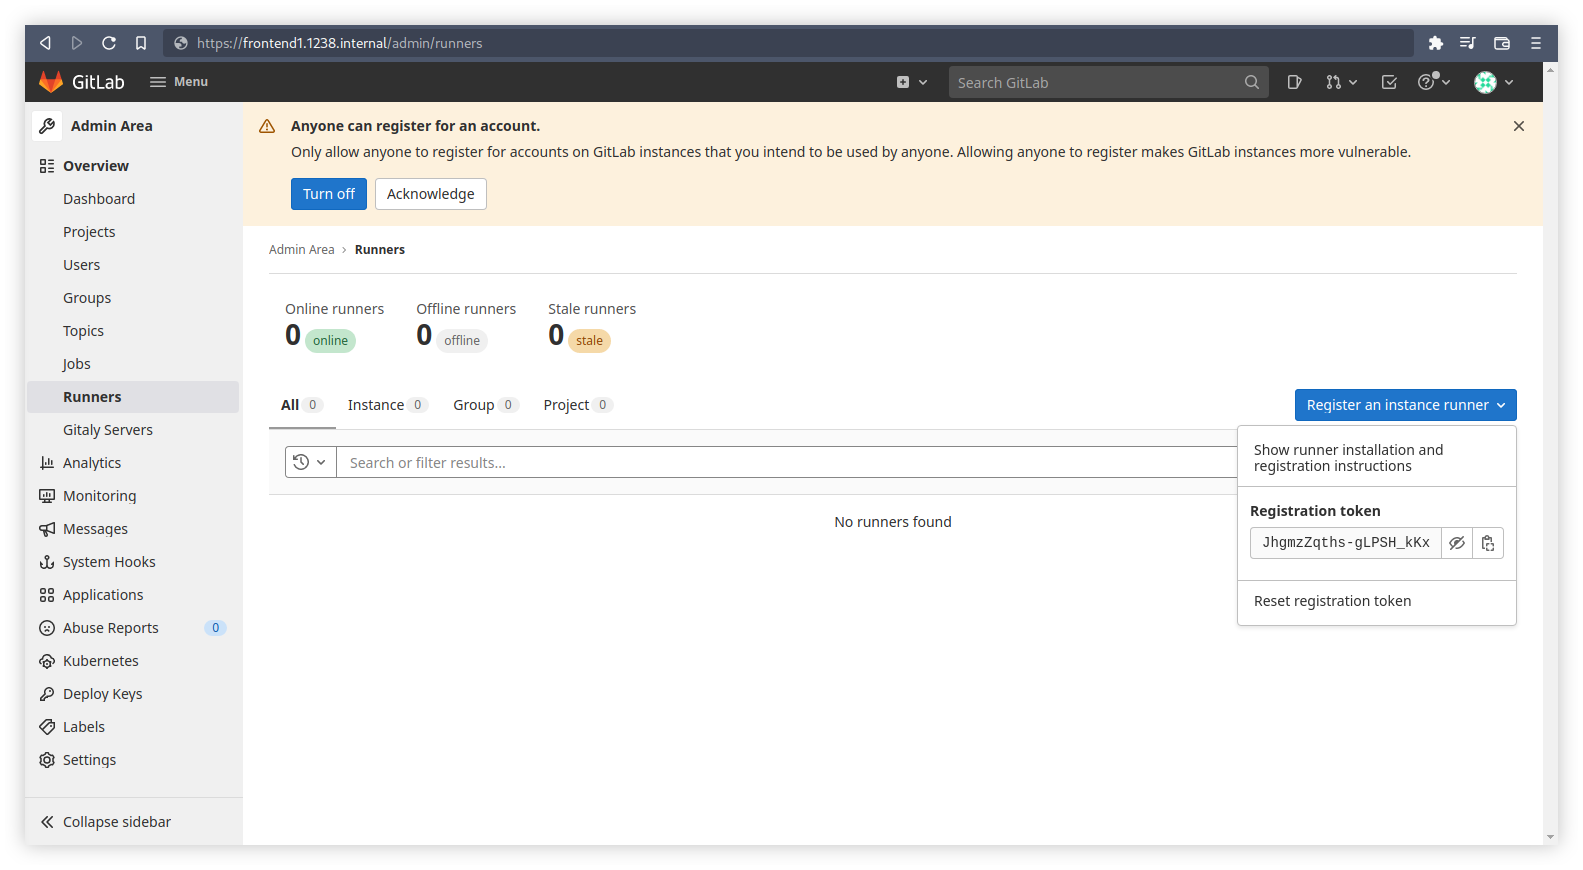 https://frontend1.1238.internal/admin/runners
GitLab
Menu
Search GitLab
Admin Area
Overview
Dashboard
Projects
Users
Groups
Topics
Jobs
Runners
Gitaly Servers
Analytics
Monitoring
Messages
System Hooks
Applications
Abuse Reports 0
Kubernetes
Deploy Keys
Labels
Settings
Collapse sidebar
Anyone can register for an account.
Only allow anyone to register for accounts on GitLab instances that you intend to be used by anyone. Allowing anyone to register makes GitLab instances more vulnerable.
Turn off Acknowledge
Admin Area › Runners
Online runners Offline runners Stale runners
0 online 0 offline 0 stale
All 0 Instance 0 Group 0 Project 0
Register an instance runner
Search or filter results...
No runners found
Show runner installation and
registration instructions
Registration token
JhgmzZqths-gLPSH_kKx
Reset registration token